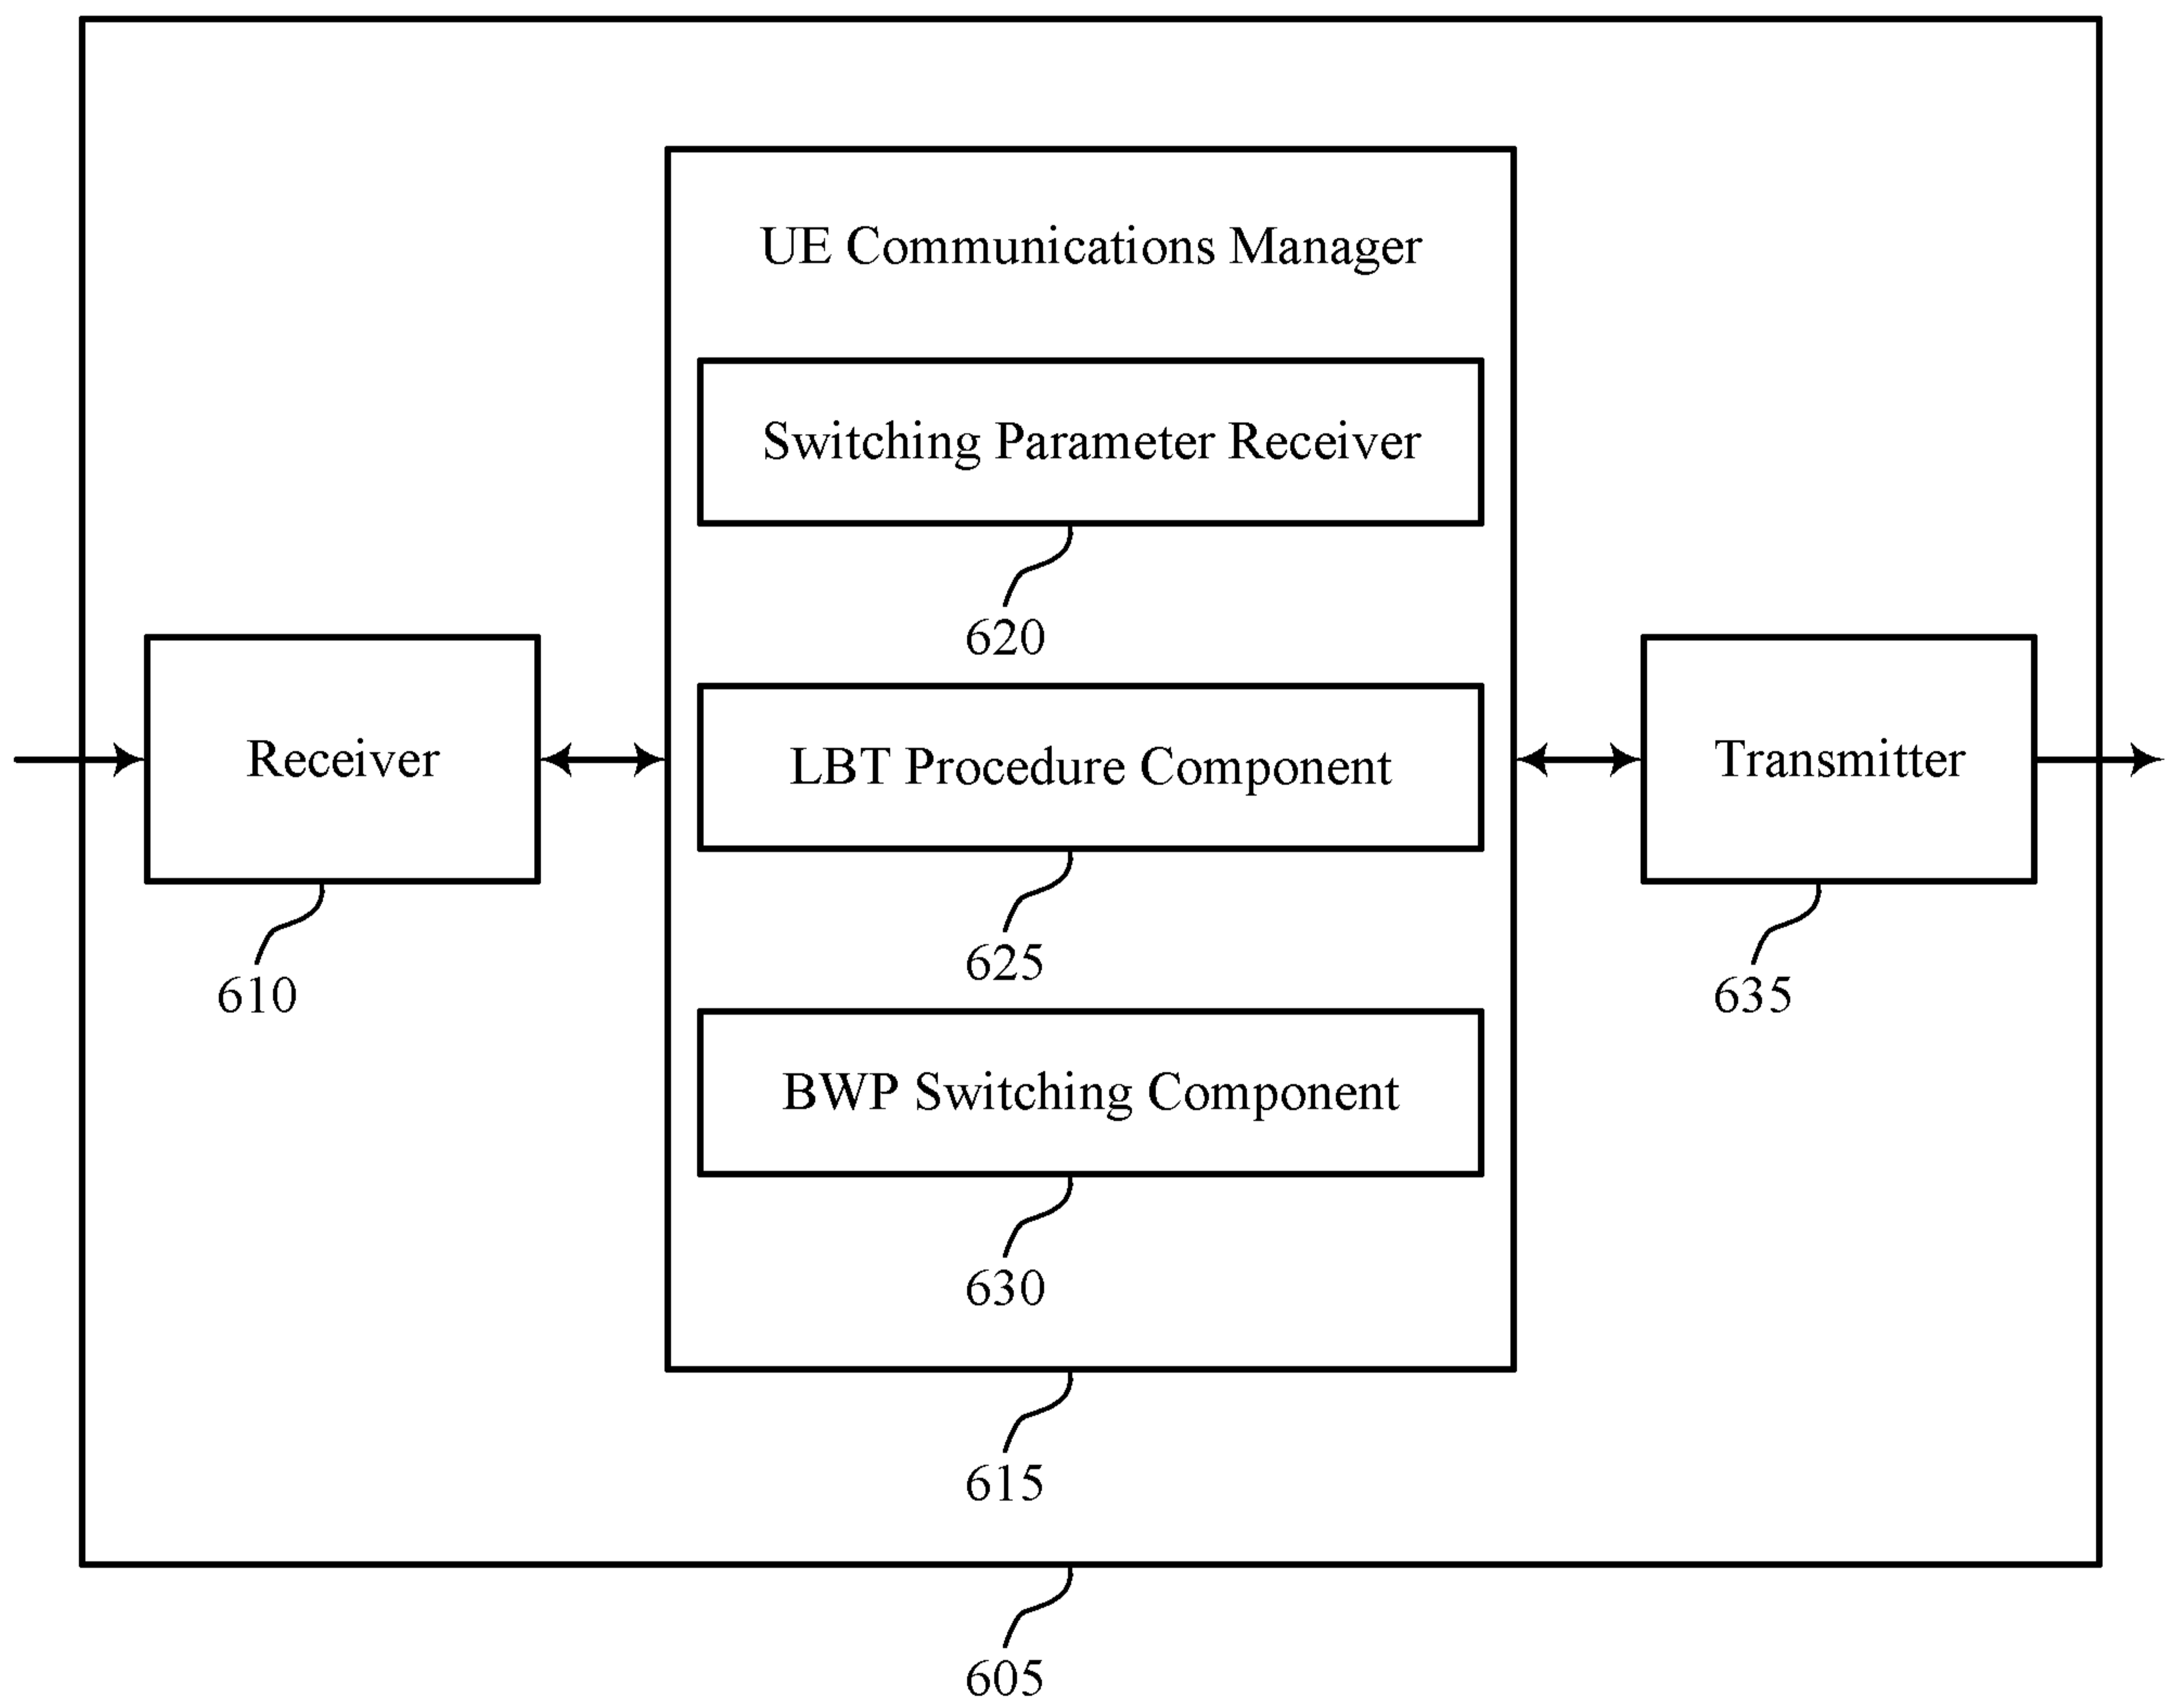 UE Communications Manager
Switching Parameter Receiver
620
Receiver
LBT Procedure Component
Transmitter
625
610
635
BWP Switching Component
630
615
605